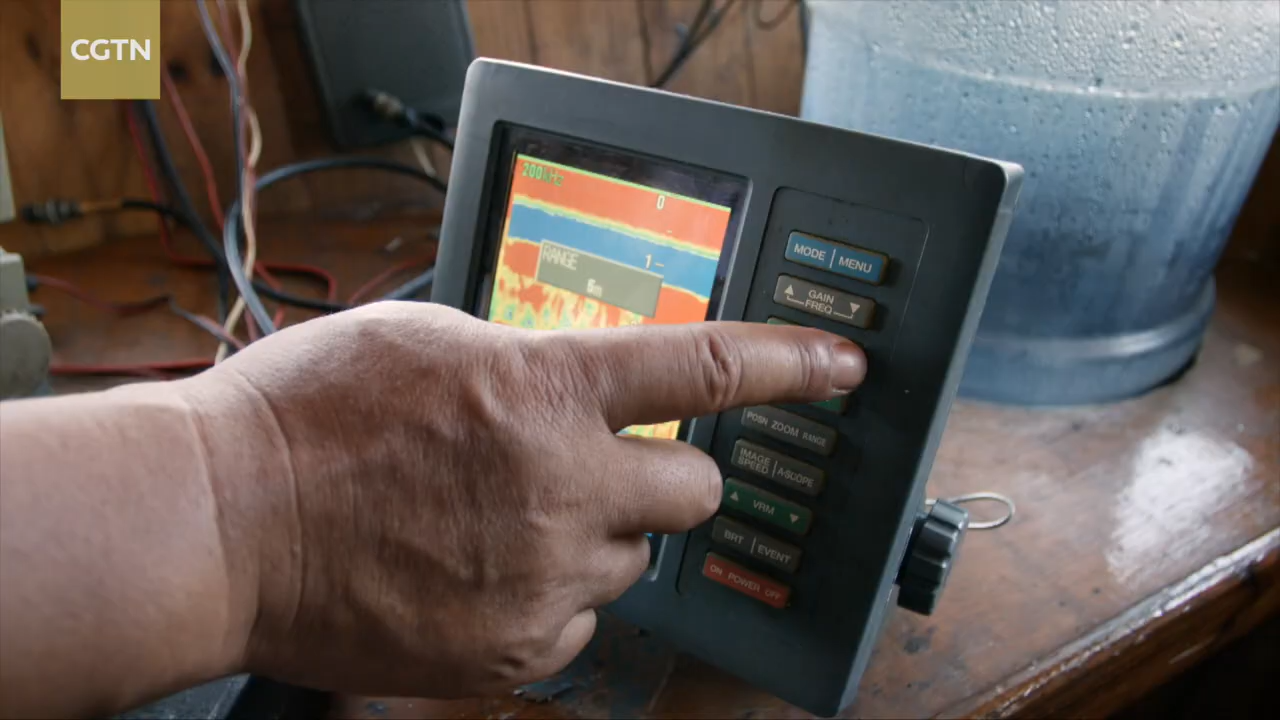 CGTN
200kHz
0
1
RANGE
5m
MODE | MENU
▲ GAIN ▼
FREQ
POSN ZOOM RANGE
IMAGE
SPEED | A-SCOPE
▲ VRM ▼
BRT | EVENT
ON POWER OFF